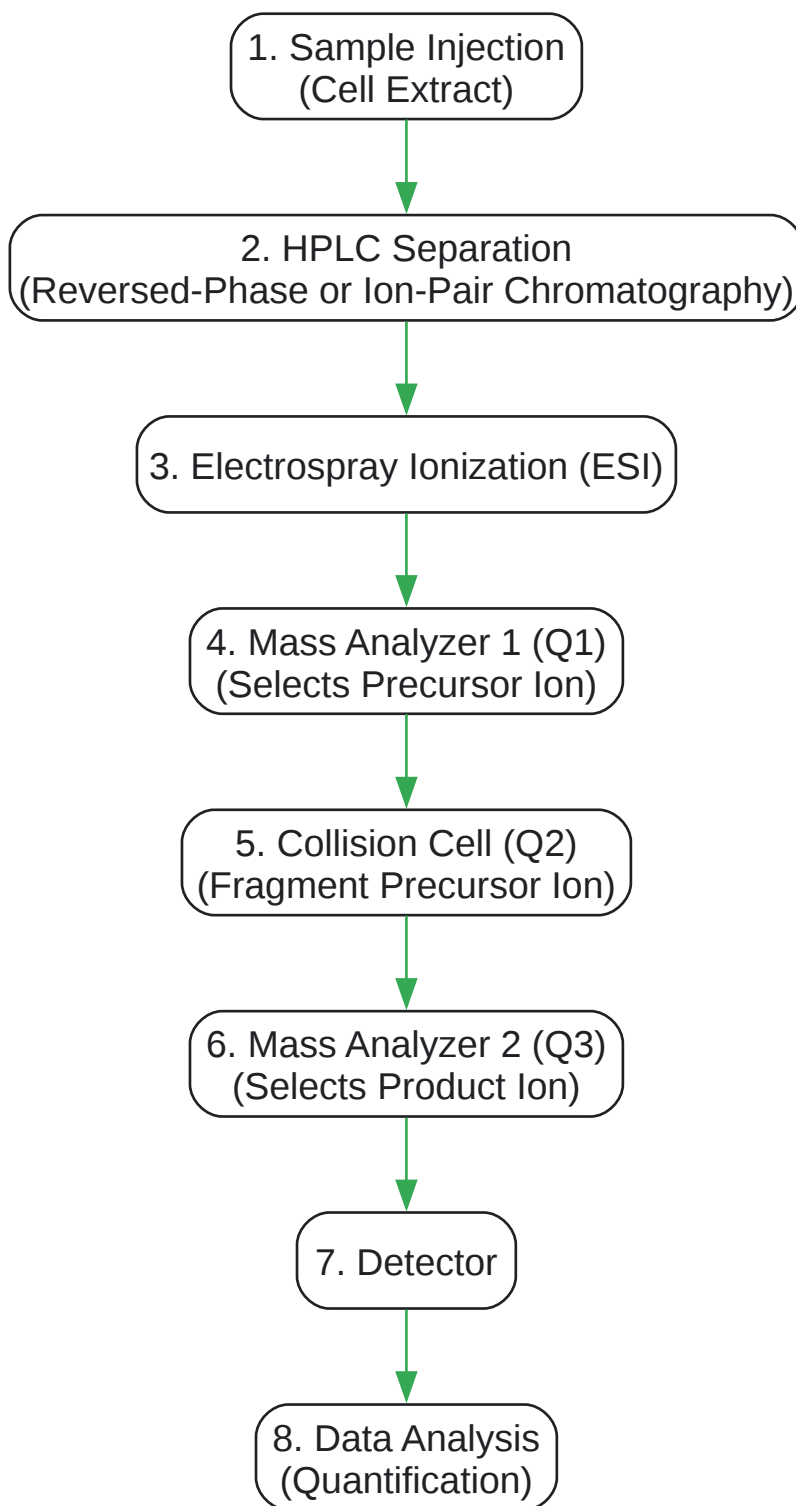 1. Sample Injection
(Cell Extract)
2. HPLC Separation
(Reversed-Phase or Ion-Pair Chromatography)
3. Electrospray Ionization (ESI)
4. Mass Analyzer 1 (Q1)
(Selects Precursor Ion)
5. Collision Cell (Q2)
(Fragment Precursor Ion)
6. Mass Analyzer 2 (Q3)
(Selects Product Ion)
7. Detector
8. Data Analysis
(Quantification)